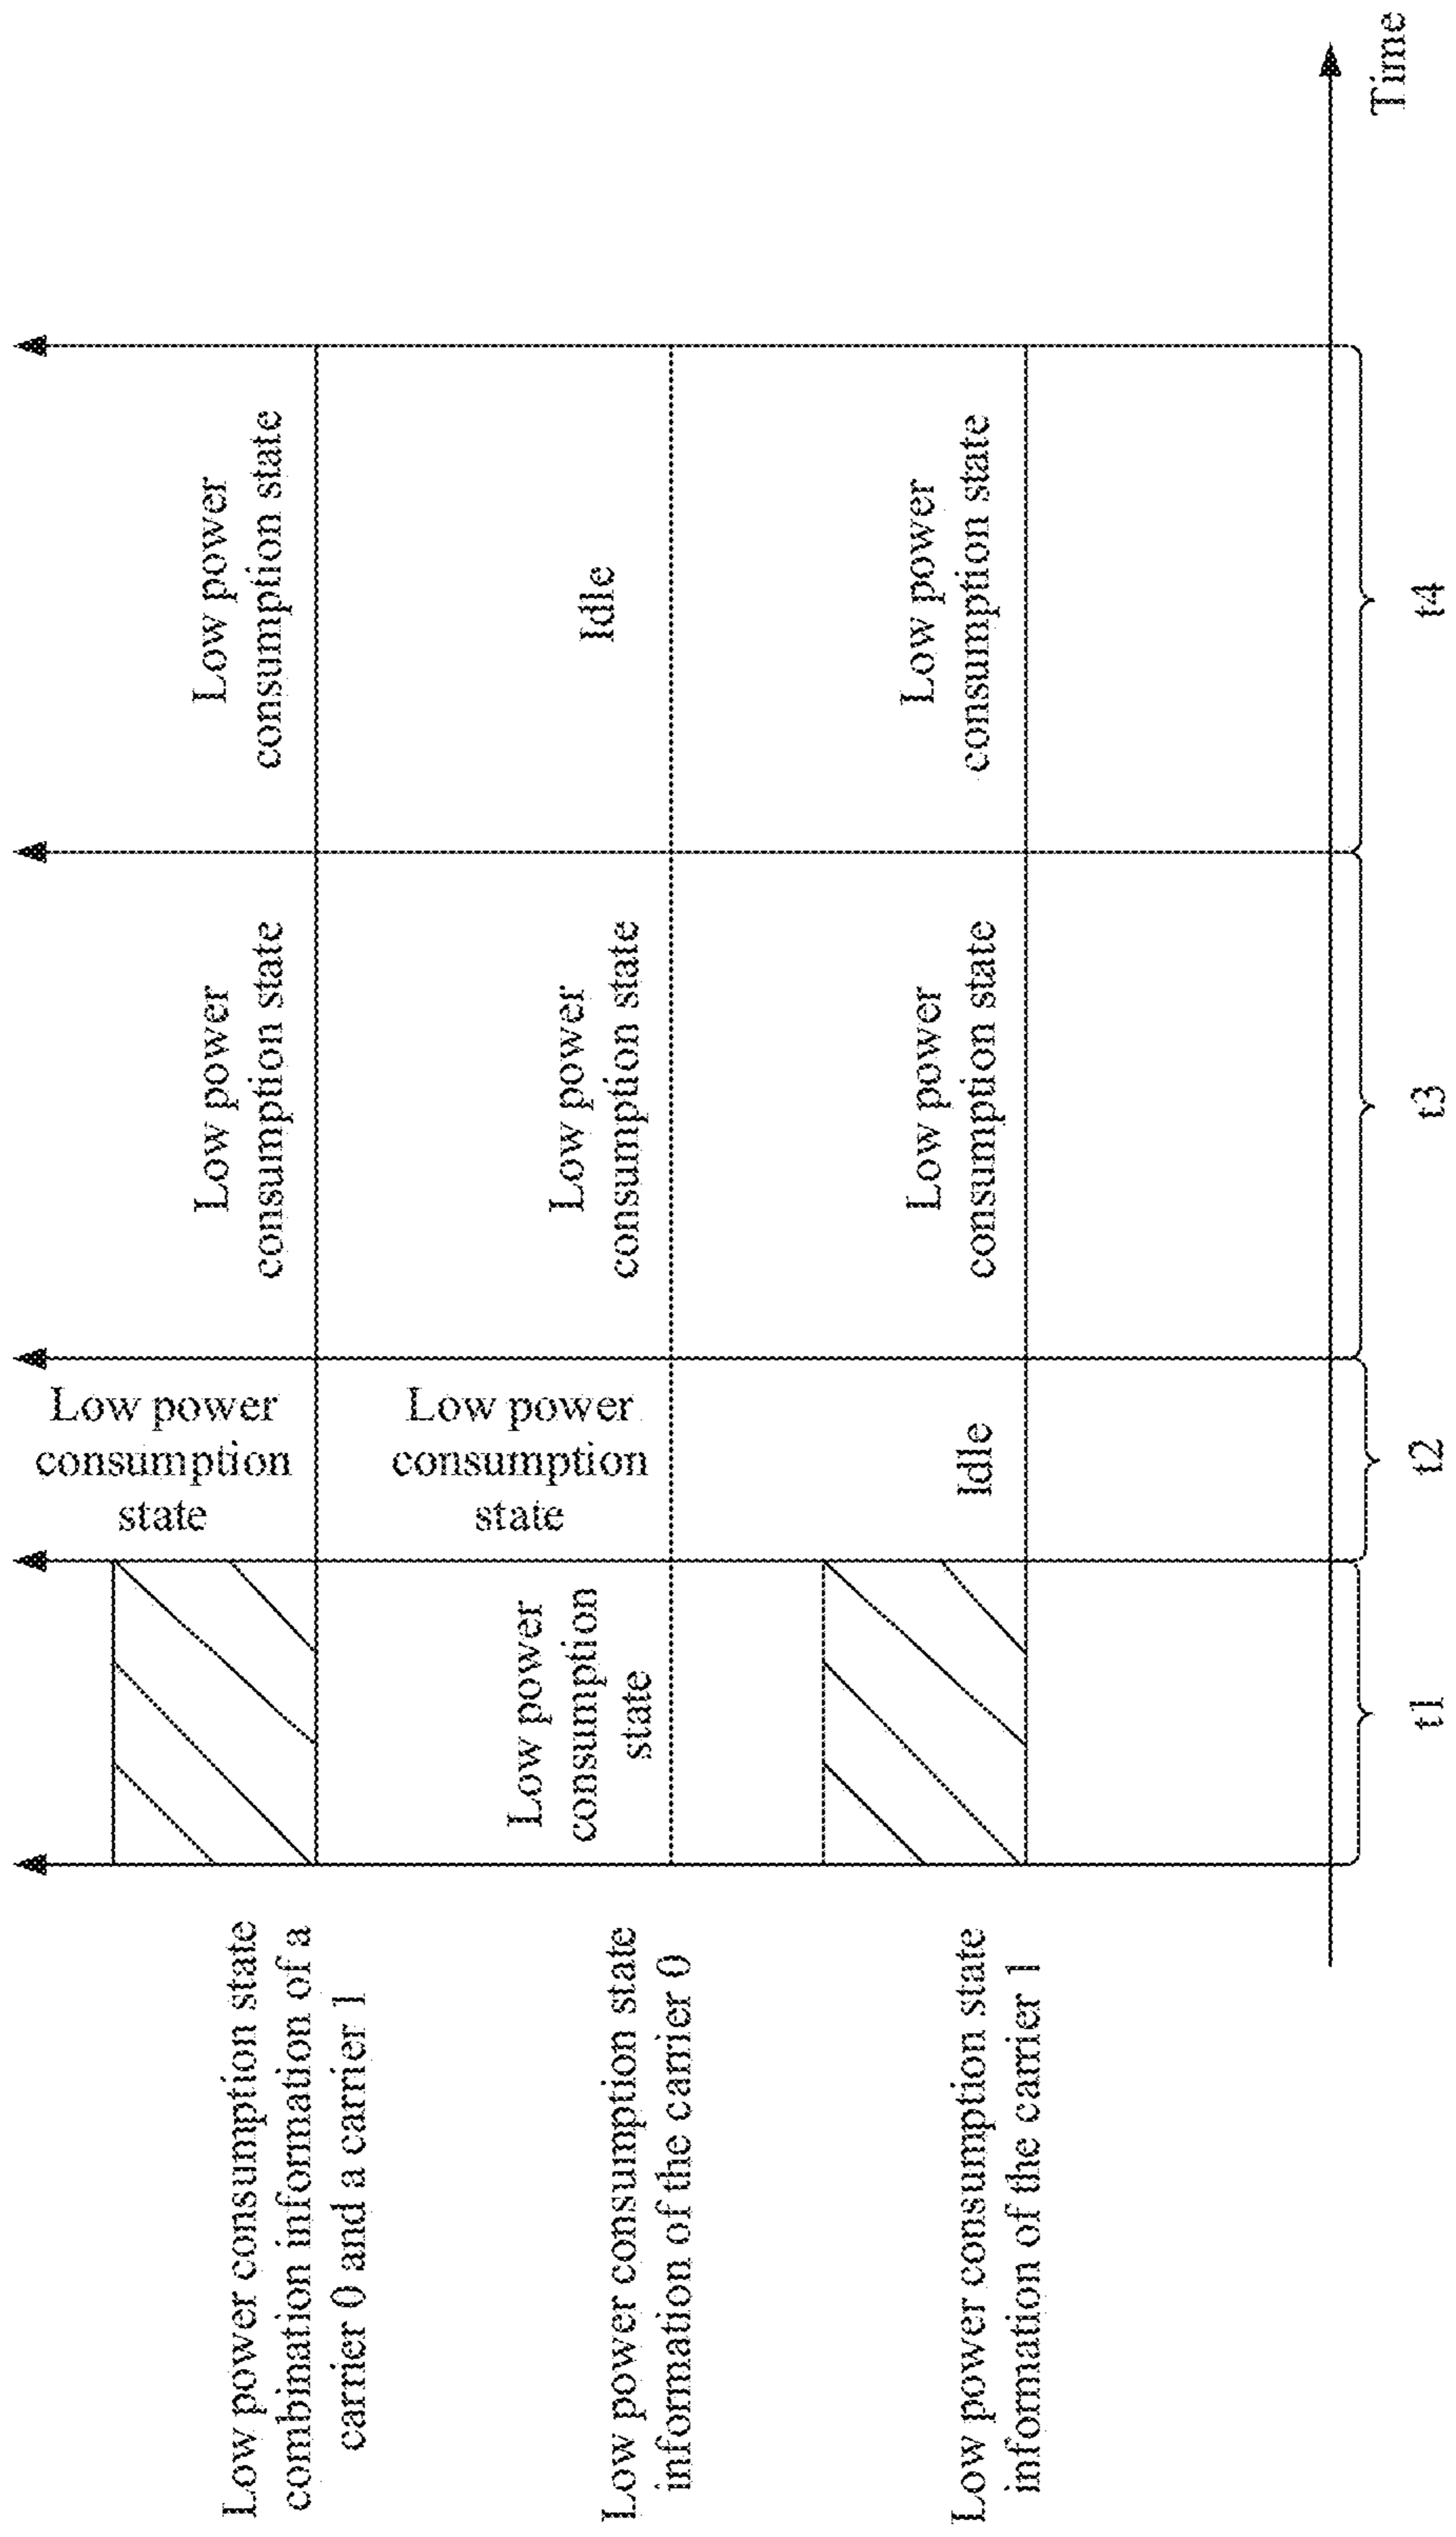 Low power consumption state
combination information of a
carrier 0 and a carrier 1
Low power
consumption
state
Low power
consumption state
Low power
consumption state
Low power consumption state
information of the carrier 0
Low power
consumption
state
Low power
consumption
state
Low power
consumption state
Idle
Low power consumption state
information of the carrier 1
Idle
Low power
consumption state
Low power
consumption state
t1
t2
t3
t4
Time